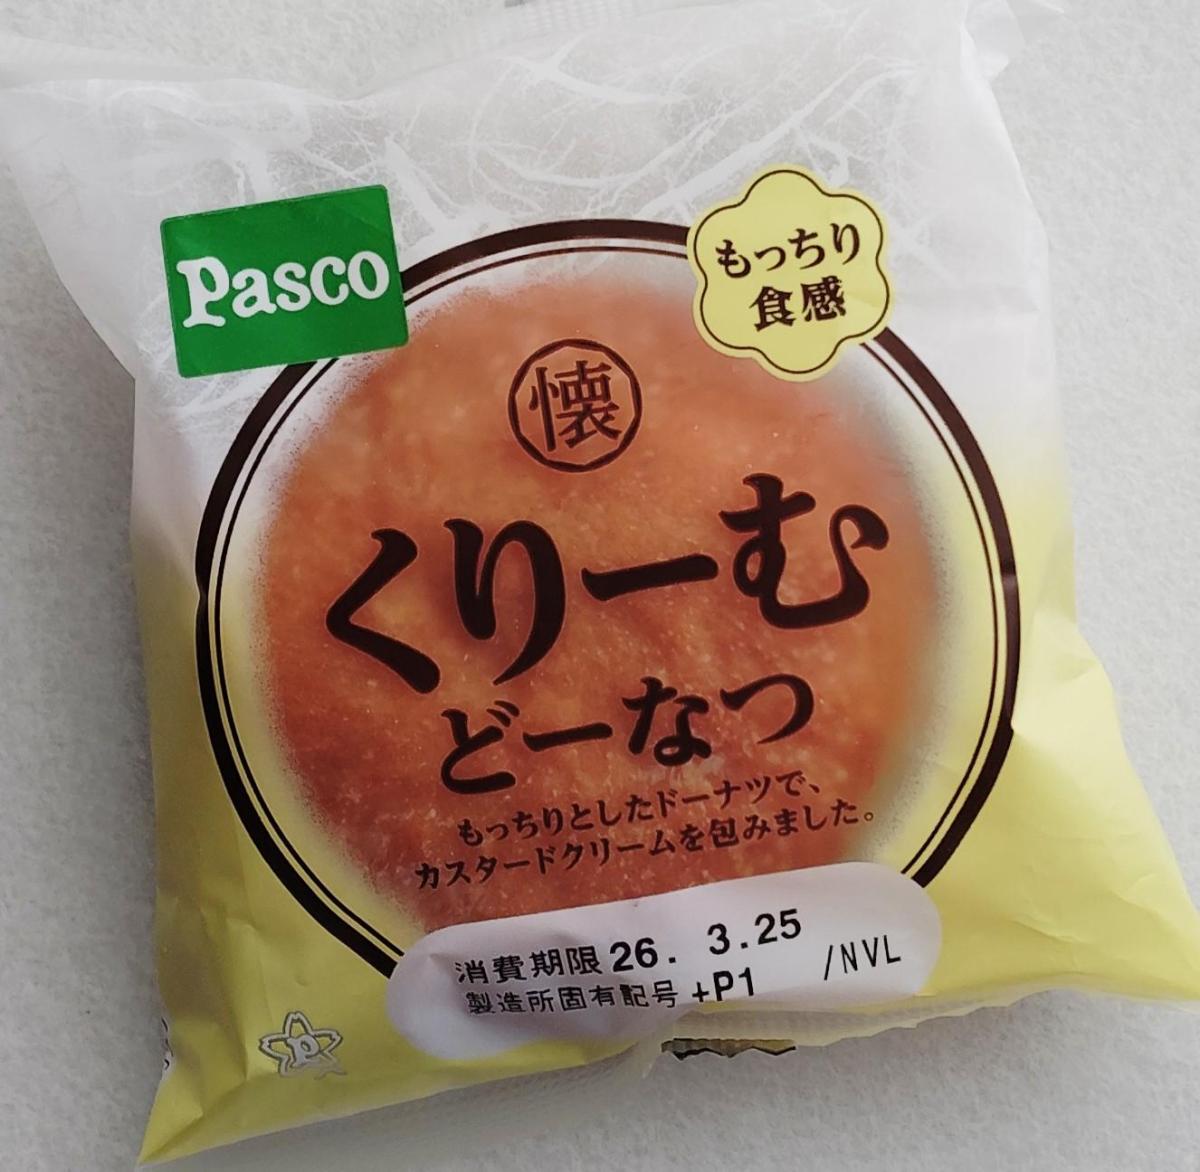 Pasco
もっちり
食感
懐
くりーむ
どーなつ
もっちりとしたドーナツで、
カスタードクリームを包みました。
消費期限 26. 3.25
製造所固有記号 +P1 /NVL
P